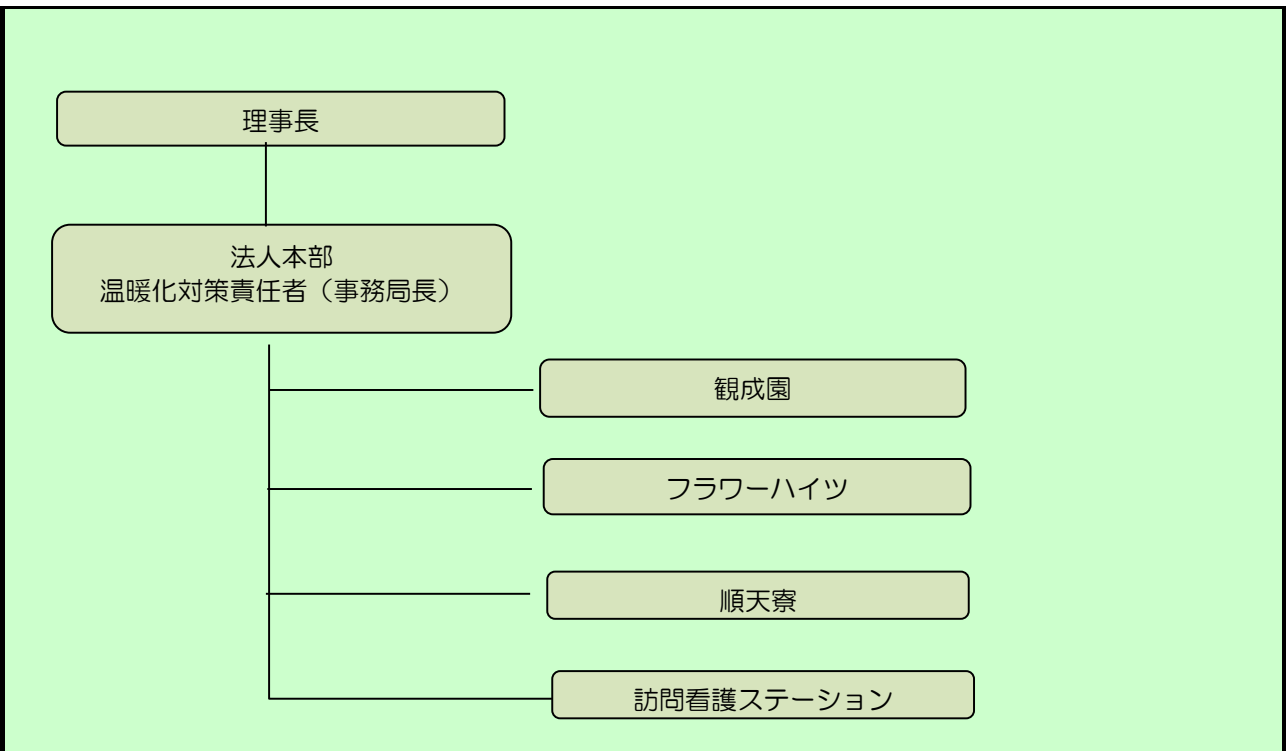 理事長
法人本部
温暖化対策責任者（事務局長）
観成園
フラワーハイツ
順天寮
訪問看護ステーション